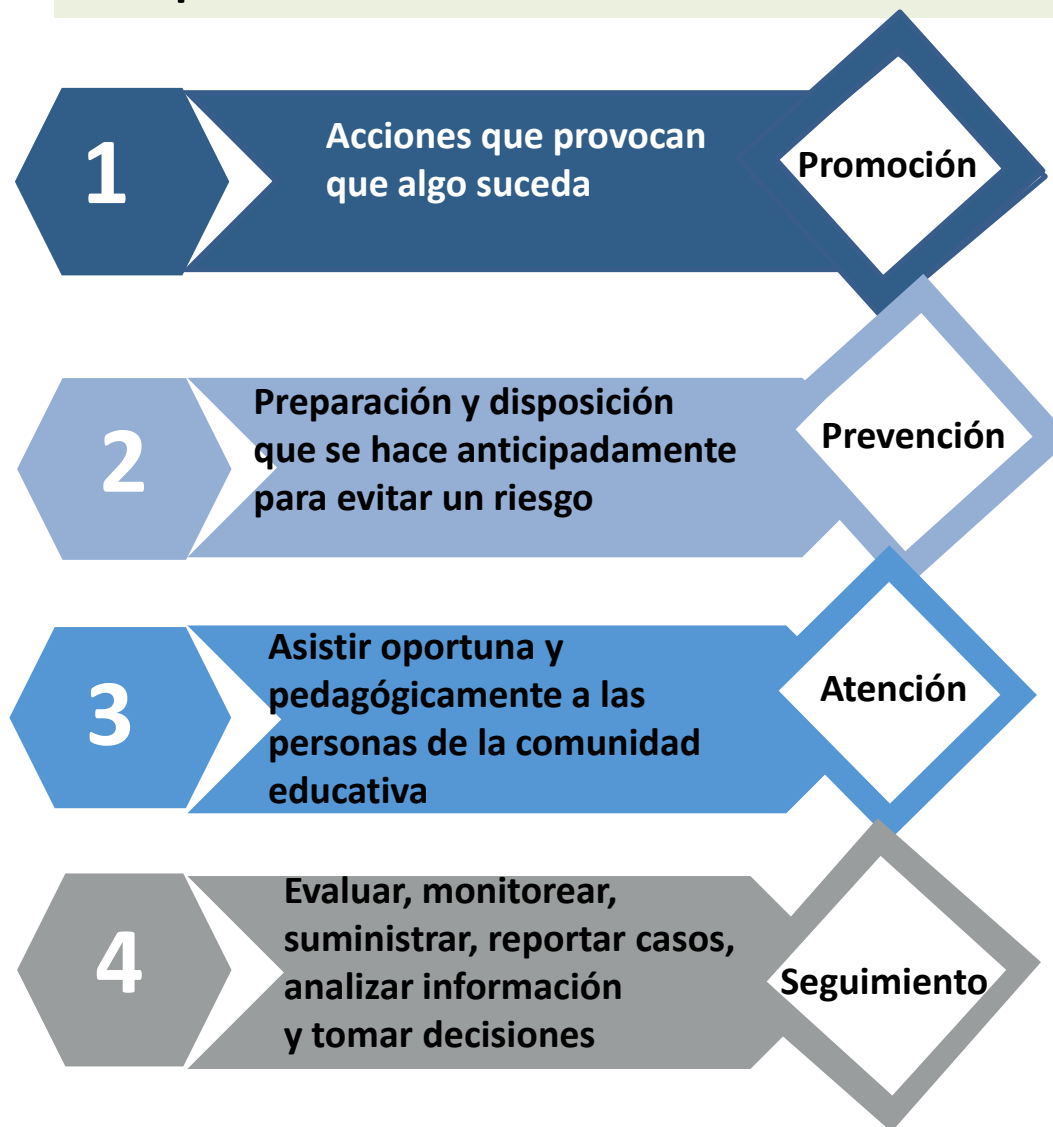 1
Acciones que provocan
que algo suceda
Promoción
2
Preparación y disposición
que se hace anticipadamente
para evitar un riesgo
Prevención
3
Asistir oportuna y
pedagógicamente a las
personas de la comunidad
educativa
Atención
4
Evaluar, monitorear,
suministrar, reportar casos,
analizar información
y tomar decisiones
Seguimiento